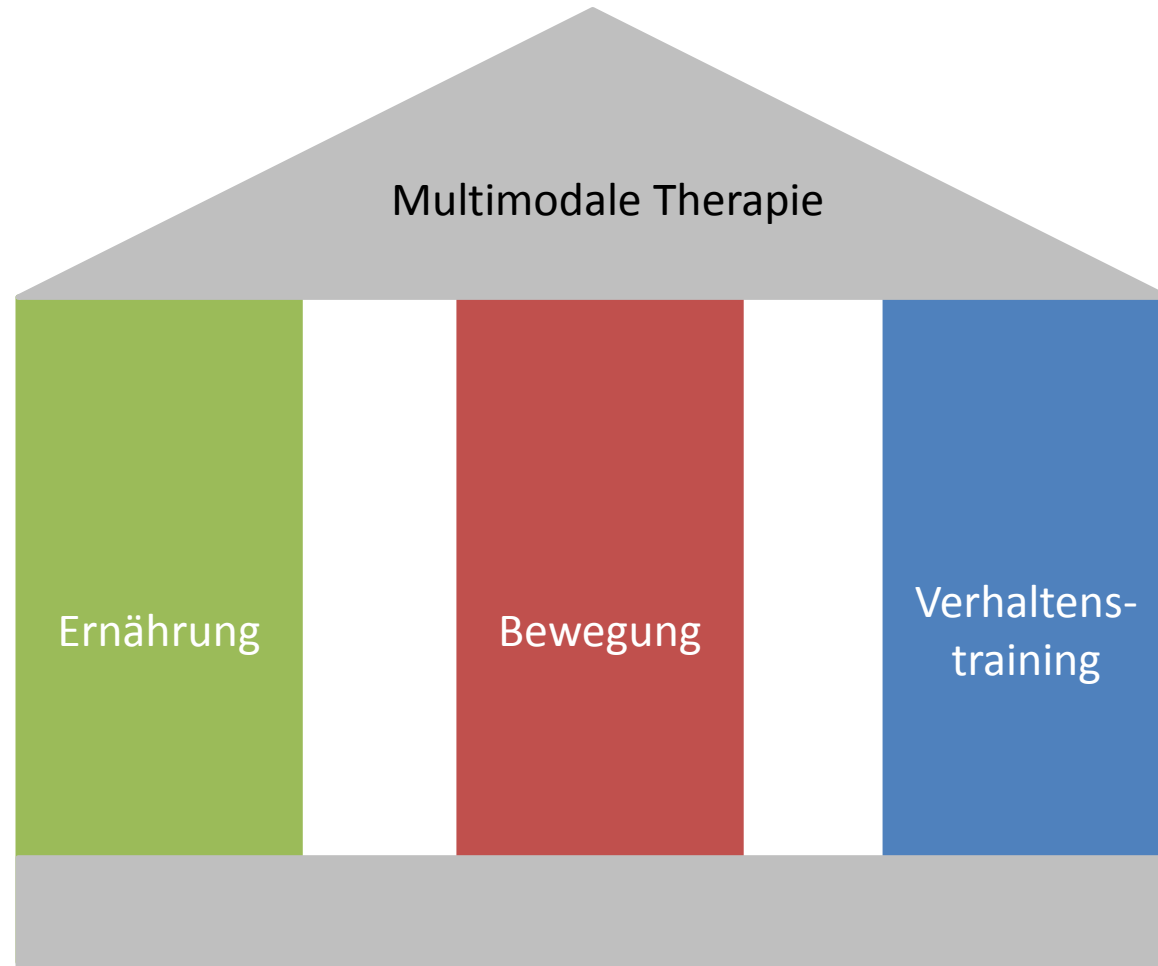 Multimodale Therapie
Ernährung
Bewegung
Verhaltens-
training